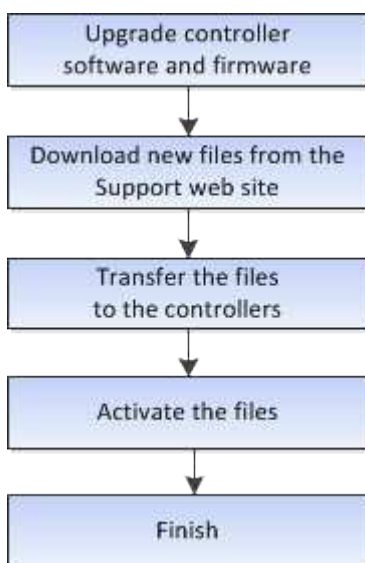 Upgrade controller
software and firmware
Download new files from the
Support web site
Transfer the files
to the controllers
Activate the files
Finish